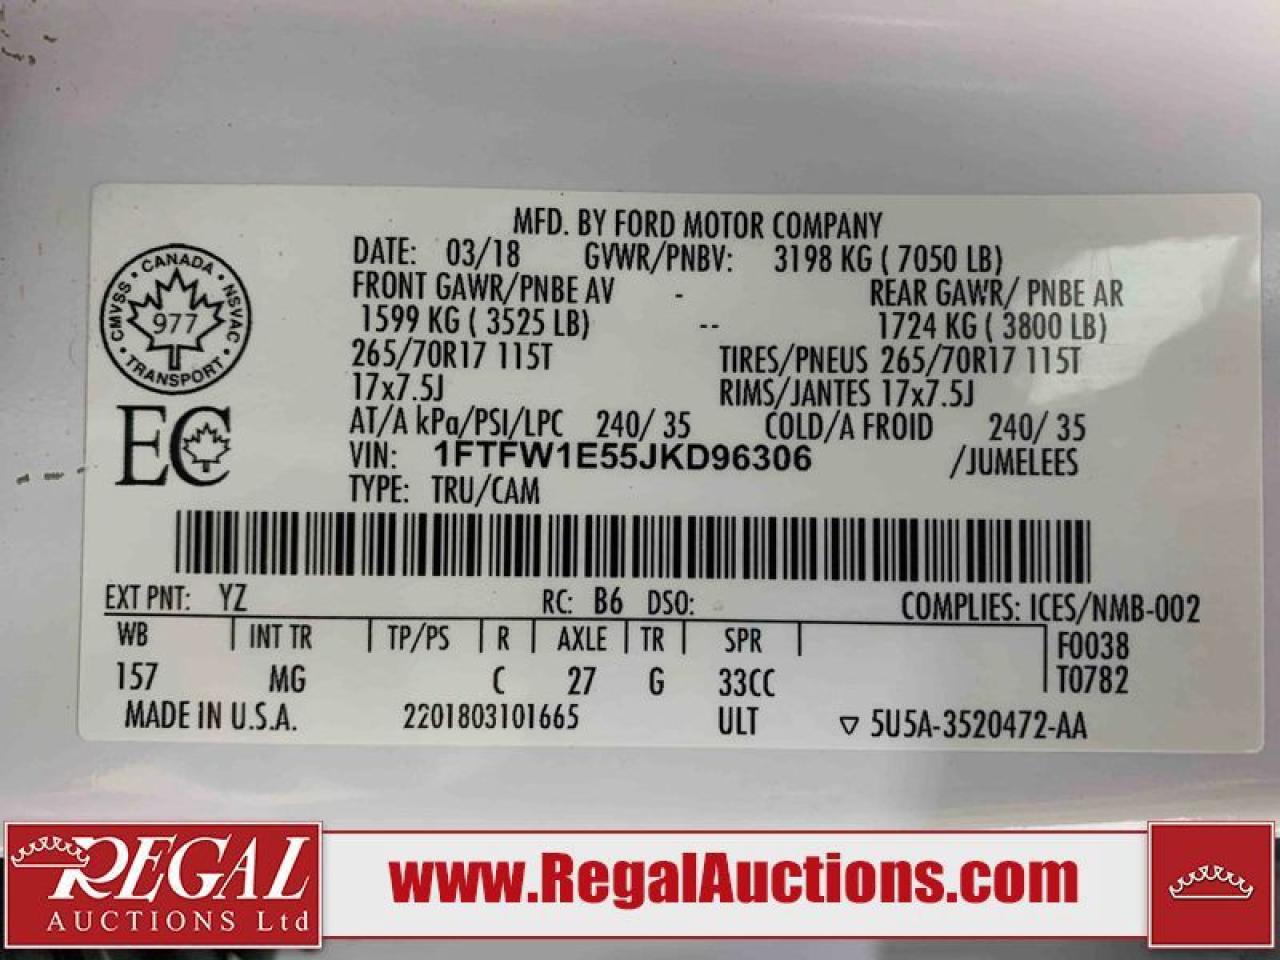 MFD. BY FORD MOTOR COMPANY
DATE: 03/18 GVWR/PNBV: 3198 KG ( 7050 LB)
FRONT GAWR/PNBE AV - REAR GAWR/ PNBE AR
1599 KG ( 3525 LB) -- 1724 KG ( 3800 LB)
265/70R17 115T TIRES/PNEUS 265/70R17 115T
17x7.5J RIMS/JANTES 17x7.5J
AT/A kPa/PSI/LPC 240/ 35 COLD/A FROID 240/ 35
VIN: 1FTFW1E55JKD96306 /JUMELEES
TYPE: TRU/CAM
CANADA • NSVAC • TRANSPORT • CMVSS •
977
EC
EXT PNT: YZ RC: B6 DSO: COMPLIES: ICES/NMB-002
WB INT TR TP/PS R AXLE TR SPR F0038
157 MG C 27 G 33CC T0782
MADE IN U.S.A. 2201803101665 ULT ▽ 5U5A-3520472-AA
REGAL
AUCTIONS Ltd
www.RegalAuctions.com